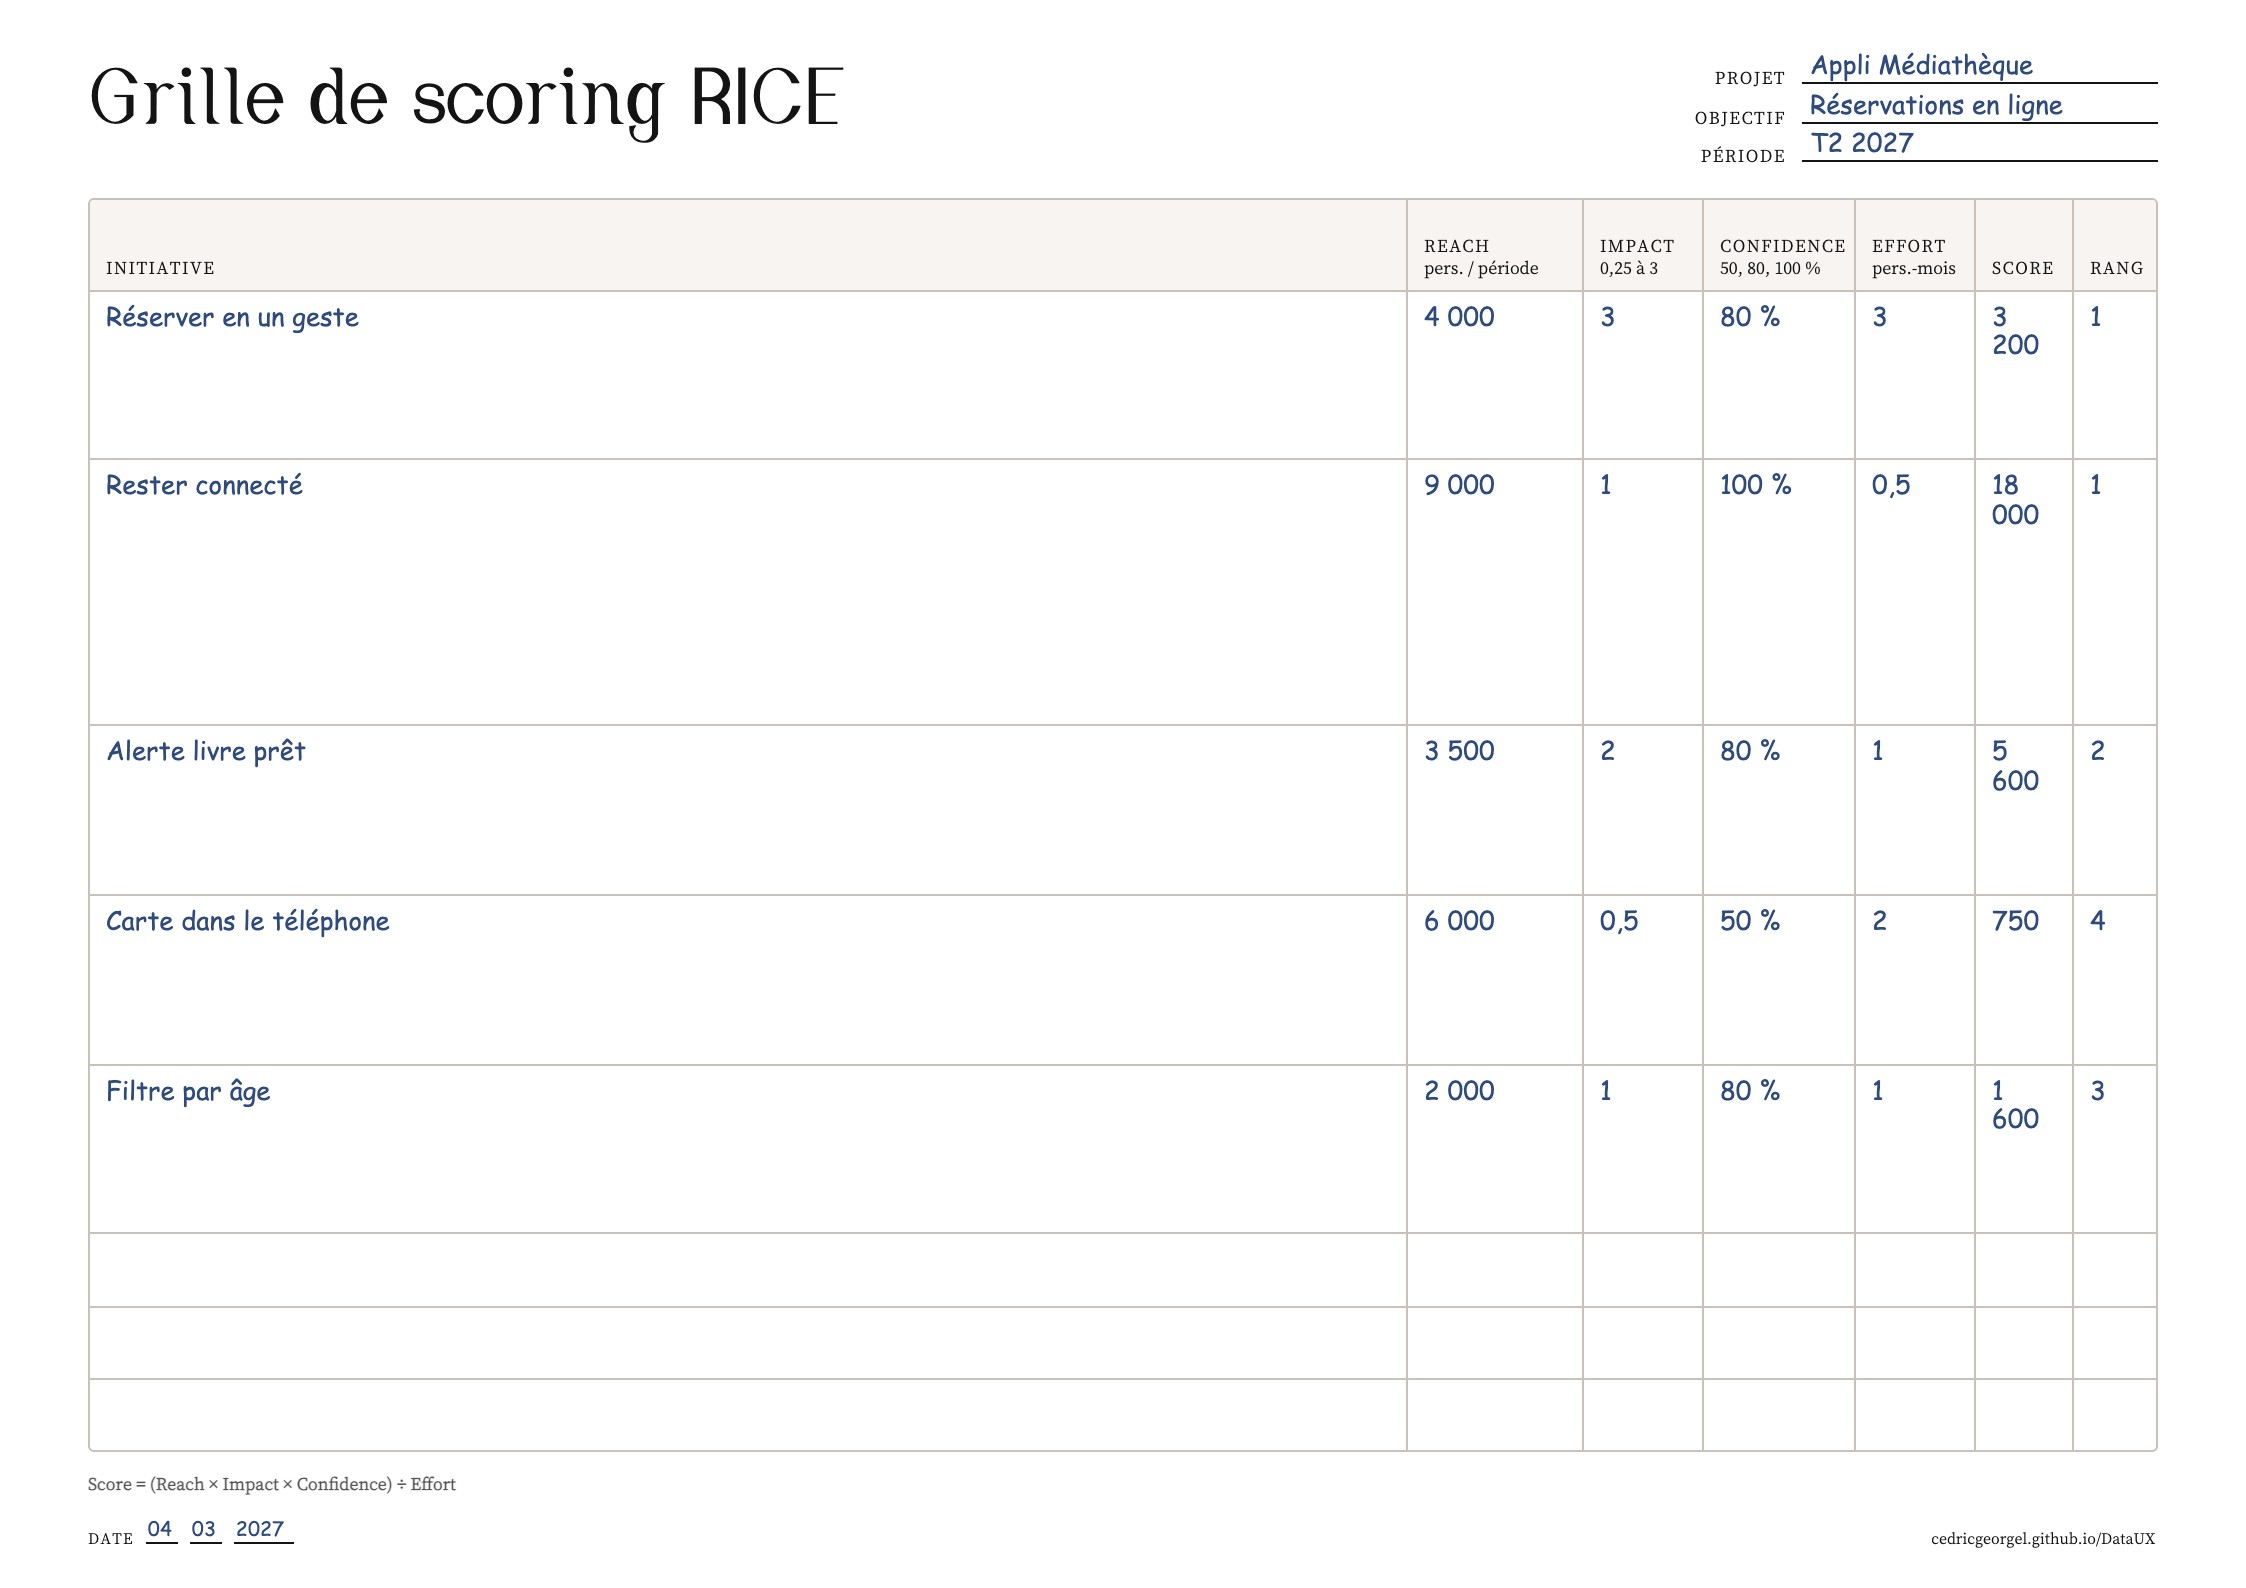 Grille de scoring RICE
PROJET Appli Médiathèque
OBJECTIF Réservations en ligne
PÉRIODE T2 2027
INITIATIVE
REACH
pers. / période
IMPACT
0,25 à 3
CONFIDENCE
50, 80, 100 %
EFFORT
pers.-mois
SCORE
RANG
Réserver en un geste 4 000 3 80 % 3 3 1
200
Rester connecté 9 000 1 100 % 0,5 18 1
000
Alerte livre prêt 3 500 2 80 % 1 5 2
600
Carte dans le téléphone 6 000 0,5 50 % 2 750 4
Filtre par âge 2 000 1 80 % 1 1 3
600
Score = (Reach × Impact × Confidence) ÷ Effort
DATE 04 03 2027
cedricgeorgel.github.io/DataUX